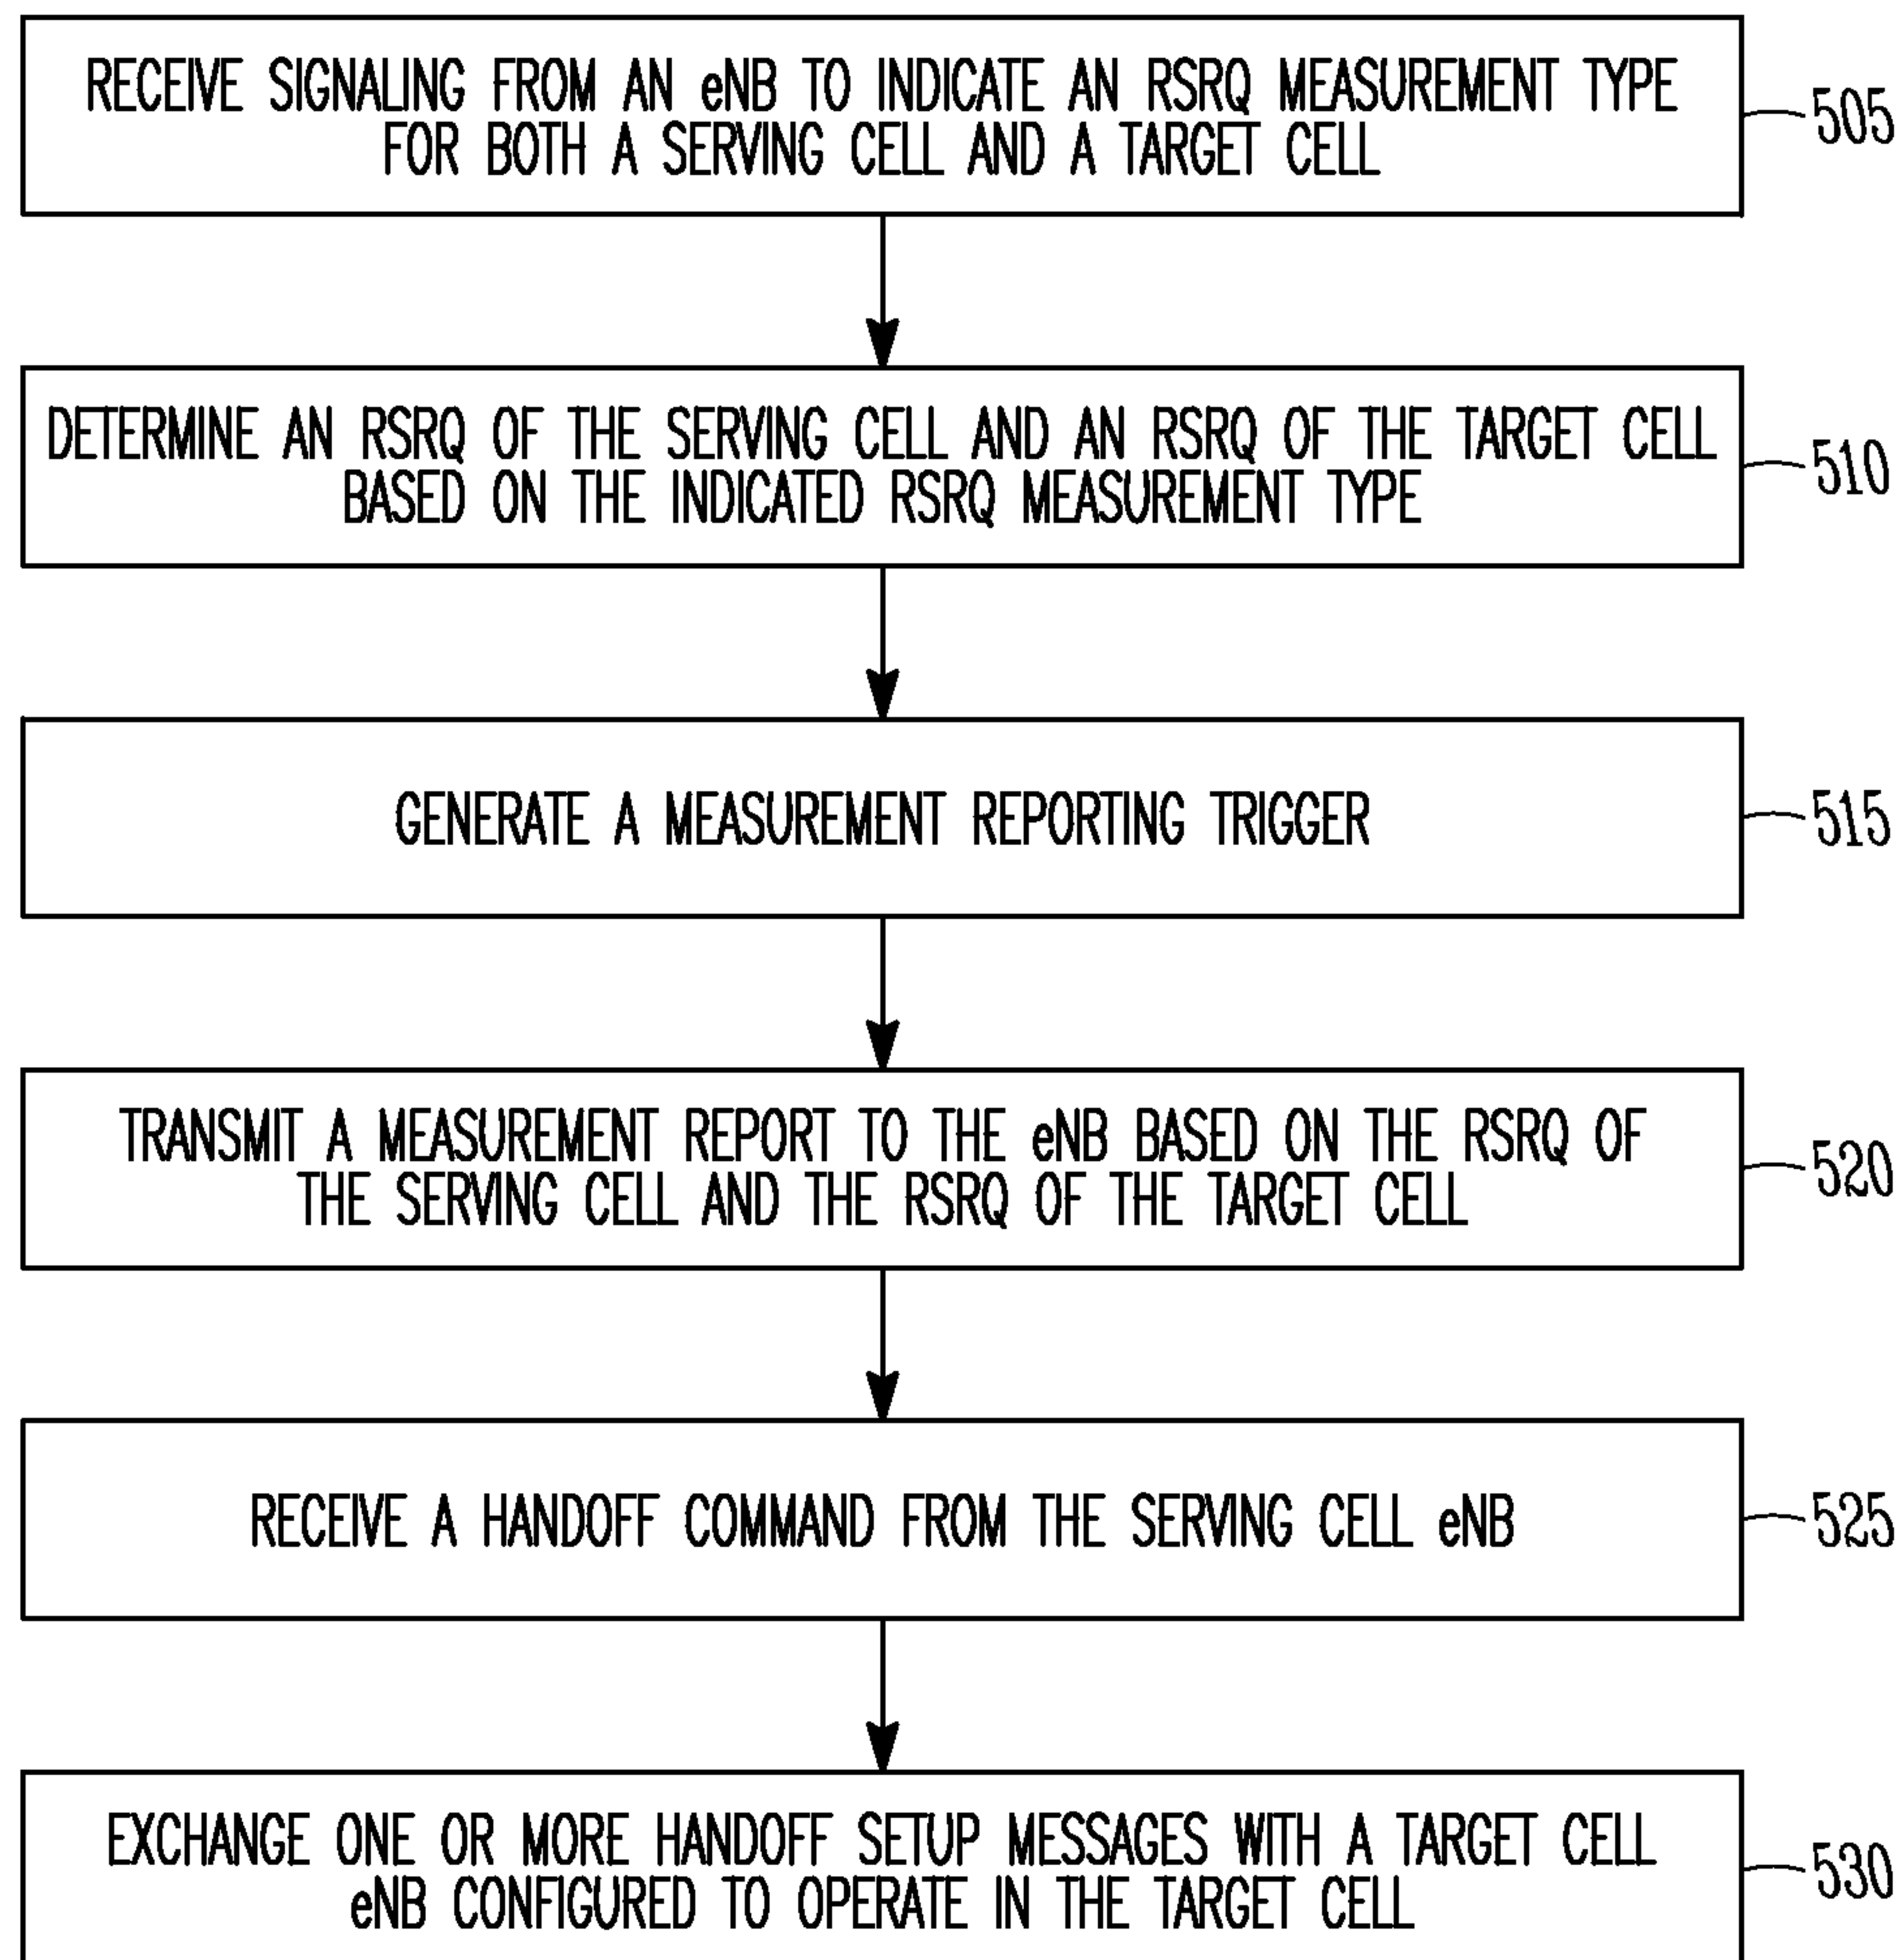 RECEIVE SIGNALING FROM AN eNB TO INDICATE AN RSRQ MEASUREMENT TYPE
FOR BOTH A SERVING CELL AND A TARGET CELL
505
DETERMINE AN RSRQ OF THE SERVING CELL AND AN RSRQ OF THE TARGET CELL
BASED ON THE INDICATED RSRQ MEASUREMENT TYPE
510
GENERATE A MEASUREMENT REPORTING TRIGGER
515
TRANSMIT A MEASUREMENT REPORT TO THE eNB BASED ON THE RSRQ OF
THE SERVING CELL AND THE RSRQ OF THE TARGET CELL
520
RECEIVE A HANDOFF COMMAND FROM THE SERVING CELL eNB
525
EXCHANGE ONE OR MORE HANDOFF SETUP MESSAGES WITH A TARGET CELL
eNB CONFIGURED TO OPERATE IN THE TARGET CELL
530